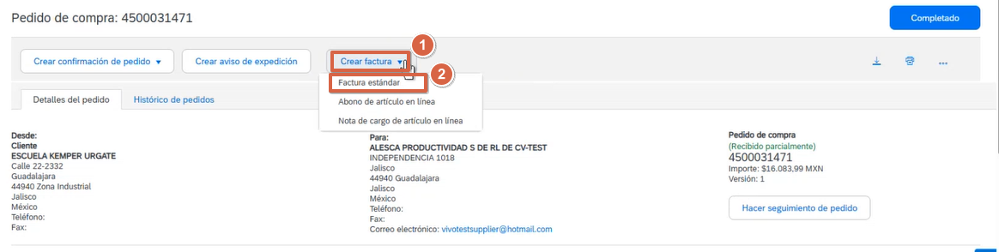 Pedido de compra: 4500031471
Completado
1
Crear confirmación de pedido
Crear aviso de expedición
Crear factura
2
Factura estándar
Abono de artículo en línea
Nota de cargo de artículo en línea
Detalles del pedido
Histórico de pedidos
Desde:
Cliente
ESCUELA KEMPER URGATE
Calle 22-2332
Guadalajara
44940 Zona Industrial
Jalisco
México
Teléfono:
Fax:
Para:
ALESCA PRODUCTIVIDAD S DE RL DE CV-TEST
INDEPENDENCIA 1018
Jalisco
44940 Guadalajara
Jalisco
México
Teléfono:
Fax:
Correo electrónico: vivotestsupplier@hotmail.com
Pedido de compra
(Recibido parcialmente)
4500031471
Importe: $16.083,99 MXN
Versión: 1
Hacer seguimiento de pedido